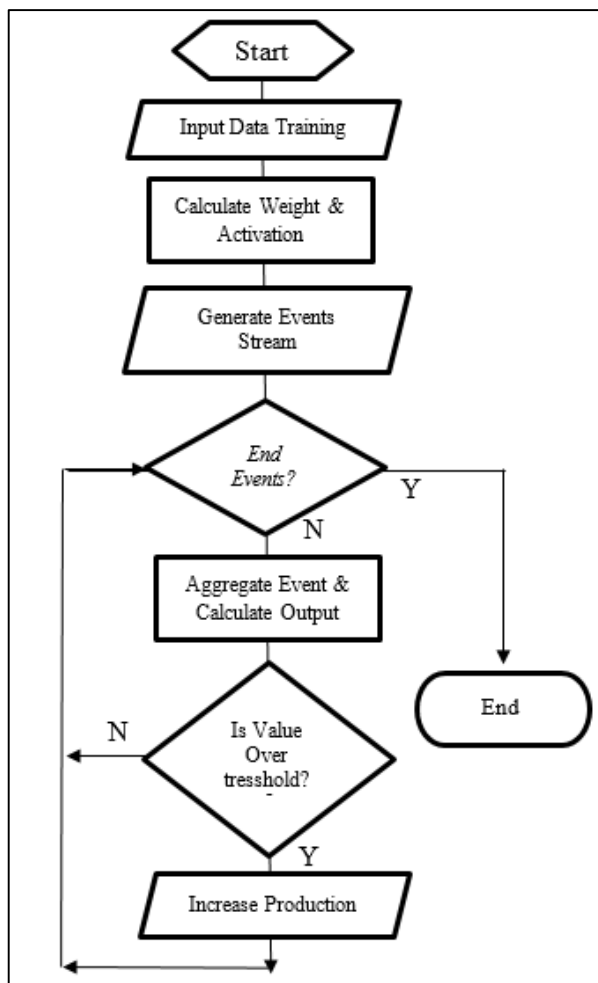 Start
Input Data Training
Calculate Weight &
Activation
Generate Events
Stream
End
Events?
Y
N
Aggregate Event &
Calculate Output
End
N
Is Value
Over
tresshold?
Y
Increase Production